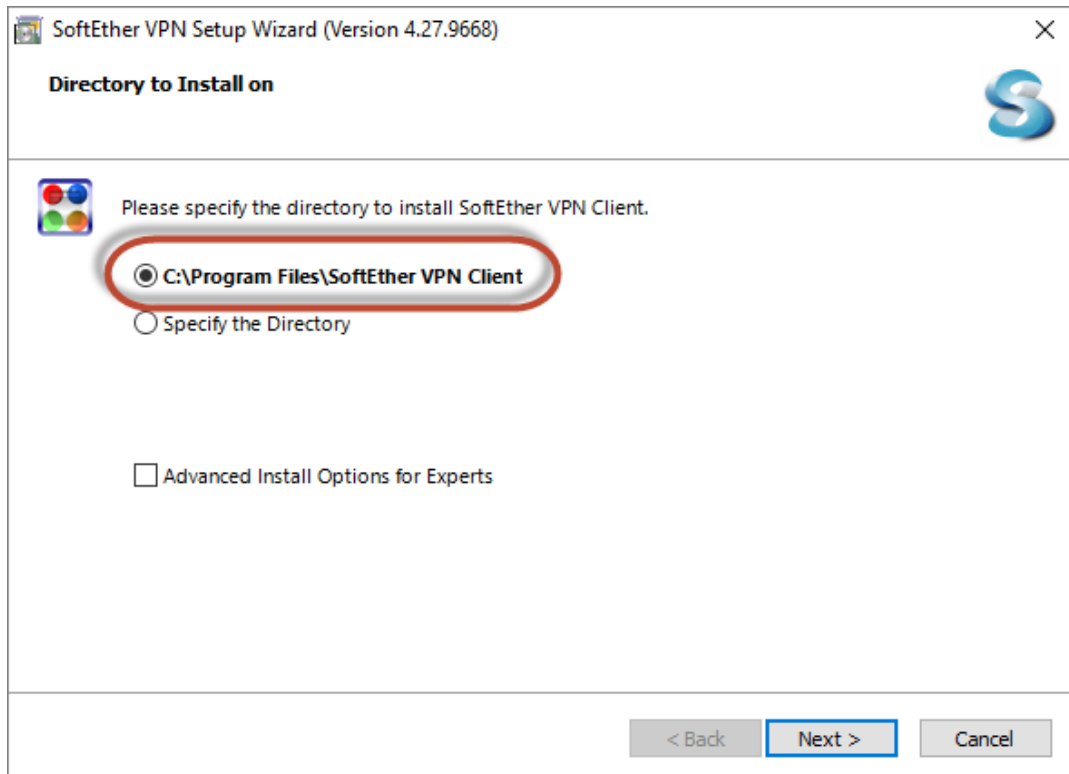 SoftEther VPN Setup Wizard (Version 4.27.9668)
Directory to Install on
Please specify the directory to install SoftEther VPN Client.
C:\Program Files\SoftEther VPN Client
Specify the Directory
Advanced Install Options for Experts
< Back Next > Cancel